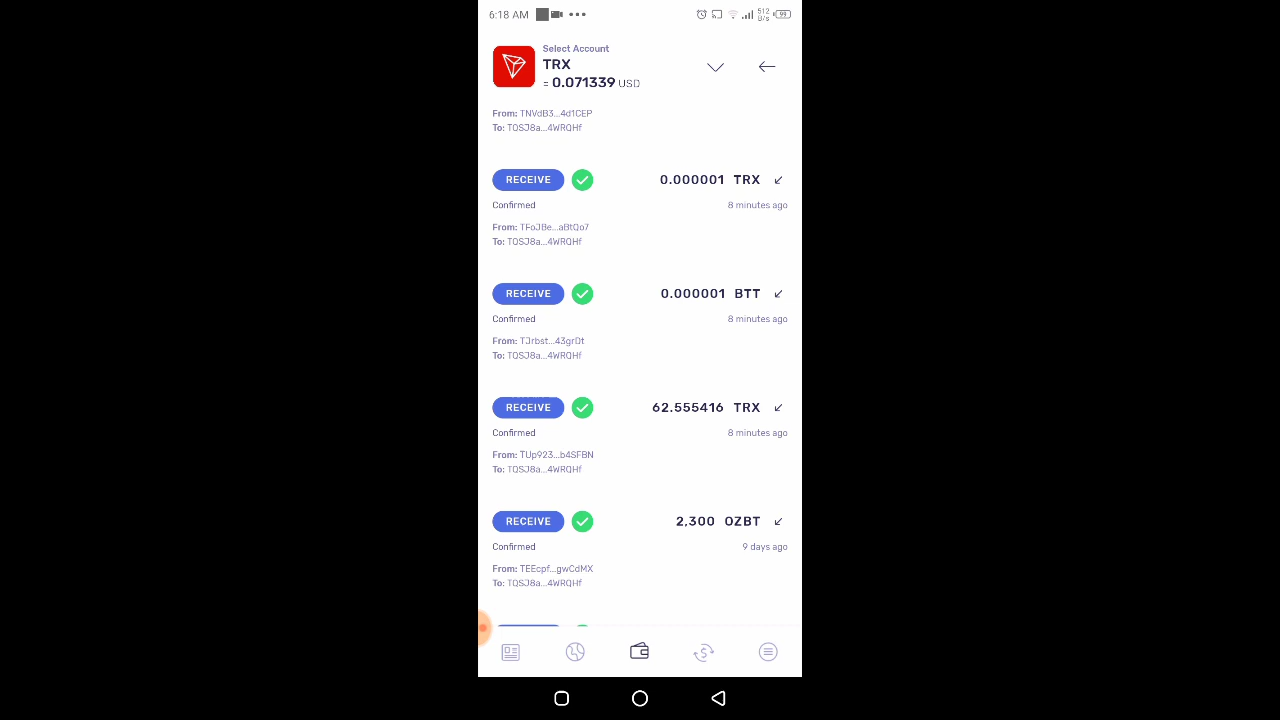 6:18 AM
512 B/s
99
Select Account
TRX
= 0.071339 USD
From: TNVdB3...4d1CEP
To: TQSJ8a...4WRQHf
RECEIVE 0.000001 TRX
Confirmed 8 minutes ago
From: TFoJBe...aBtQo7
To: TQSJ8a...4WRQHf
RECEIVE 0.000001 BTT
Confirmed 8 minutes ago
From: TJrbst...43grDt
To: TQSJ8a...4WRQHf
RECEIVE 62.555416 TRX
Confirmed 8 minutes ago
From: TUp923...b4SFBN
To: TQSJ8a...4WRQHf
RECEIVE 2,300 OZBT
Confirmed 9 days ago
From: TEEcpf...gwCdMX
To: TQSJ8a...4WRQHf